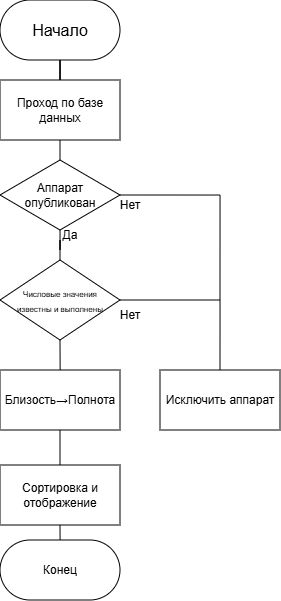 Начало
Проход по базе
данных
Аппарат
опубликован
Нет
Да
Числовые значения
известны и выполнены
Нет
Близость→Полнота
Исключить аппарат
Сортировка и
отображение
Конец